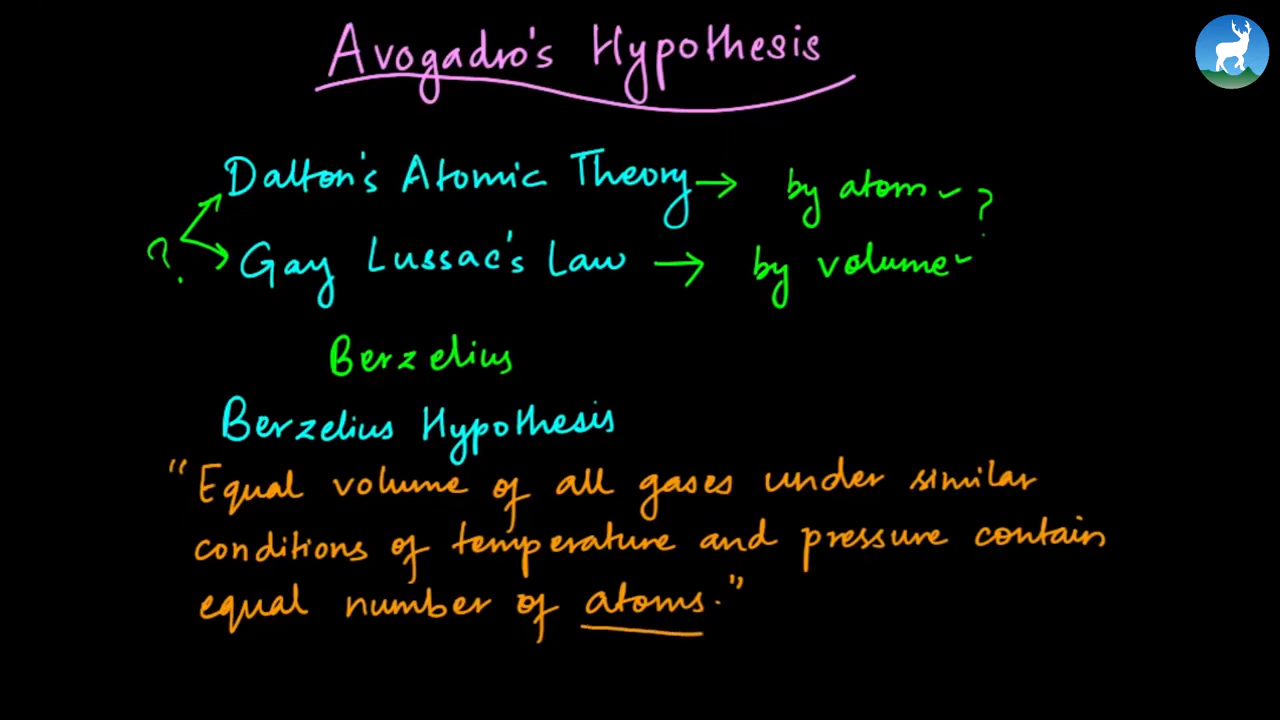 Avogadro's Hypothesis
Dalton's Atomic Theory → by atom ✓ ?
? Gay Lussac's Law → by volume ✓
Berzelius
Berzelius Hypothesis
"Equal volume of all gases under similar
conditions of temperature and pressure contain
equal number of atoms."